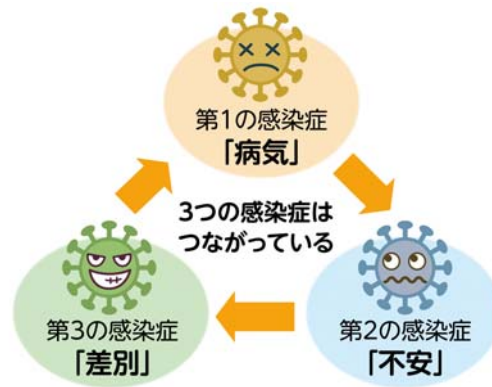 第1の感染症
「病気」
3つの感染症は
つながっている
第3の感染症
「差別」
第2の感染症
「不安」